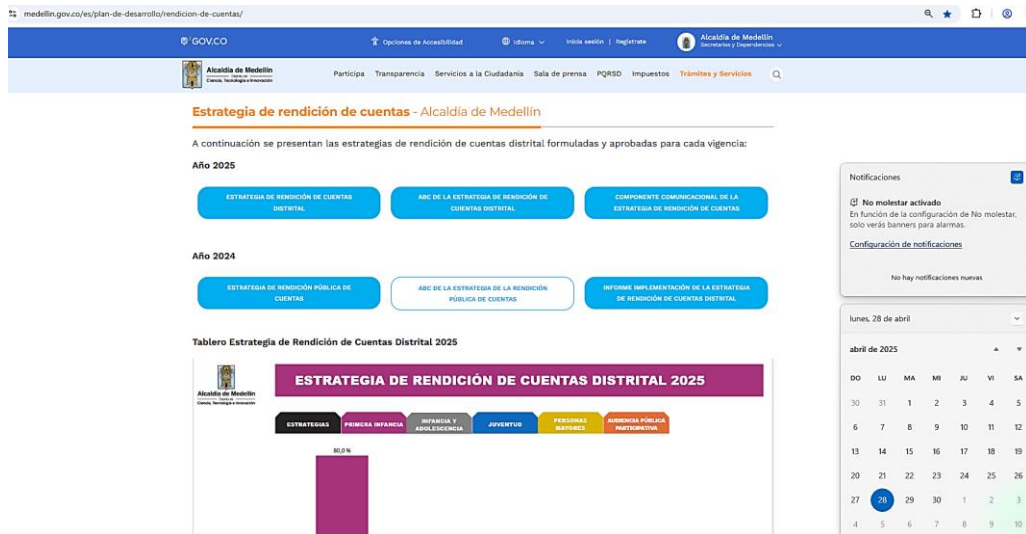 medellin.gov.co/es/plan-de-desarrollo/rendicion-de-cuentas/
GOV.CO
Opciones de Accesibilidad
Idioma
Inicia sesión | Regístrate
Alcaldía de Medellín
Secretarías y Dependencias
Alcaldía de Medellín
Distrito de
Ciencia, Tecnología e Innovación
Participa Transparencia Servicios a la Ciudadanía Sala de prensa PQRSD Impuestos Trámites y Servicios
Estrategia de rendición de cuentas - Alcaldía de Medellín
A continuación se presentan las estrategias de rendición de cuentas distrital formuladas y aprobadas para cada vigencia:
Año 2025
ESTRATEGIA DE RENDICIÓN DE CUENTAS
DISTRITAL
ABC DE LA ESTRATEGIA DE RENDICIÓN DE
CUENTAS DISTRITAL
COMPONENTE COMUNICACIONAL DE LA
ESTRATEGIA DE RENDICIÓN DE CUENTAS
Año 2024
ESTRATEGIA DE RENDICIÓN PÚBLICA DE
CUENTAS
ABC DE LA ESTRATEGIA DE LA RENDICIÓN
PÚBLICA DE CUENTAS
INFORME IMPLEMENTACIÓN DE LA ESTRATEGIA
DE RENDICIÓN DE CUENTAS DISTRITAL
Tablero Estrategia de Rendición de Cuentas Distrital 2025
Alcaldía de Medellín
Distrito de
Ciencia, Tecnología e Innovación
ESTRATEGIA DE RENDICIÓN DE CUENTAS DISTRITAL 2025
ESTRATEGIAS
PRIMERA INFANCIA
INFANCIA Y
ADOLESCENCIA
JUVENTUD
PERSONAS
MAYORES
AUDIENCIA PÚBLICA
PARTICIPATIVA
80,0 %
Notificaciones
No molestar activado
En función de la configuración de No molestar,
solo verás banners para alarmas.
Configuración de notificaciones
No hay notificaciones nuevas
lunes, 28 de abril
abril de 2025
DO LU MA MI JU VI SA
30 31 1 2 3 4 5
6 7 8 9 10 11 12
13 14 15 16 17 18 19
20 21 22 23 24 25 26
27 28 29 30 1 2 3
4 5 6 7 8 9 10